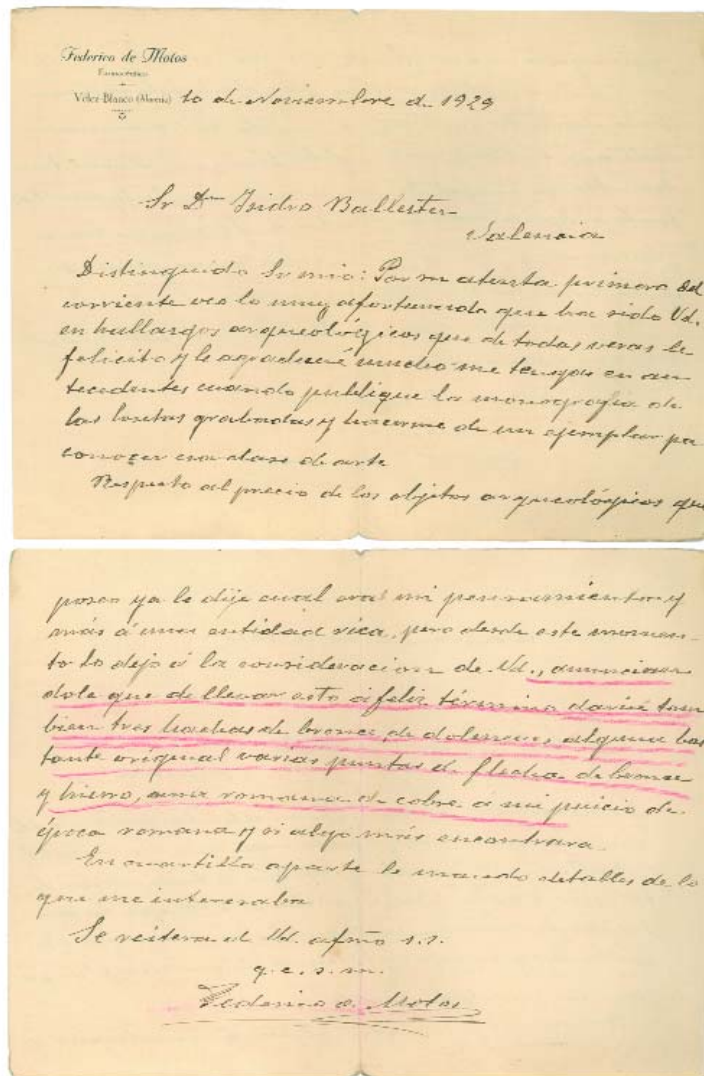 Federico de Motos
Farmacéutico
Vélez-Blanco (Almería) 10 de Noviembre de 1929
Sr Dn Isidro Ballester
Valencia
Distinguido Sr mio: Por su atenta primero del
corriente veo lo muy afortunado que ha sido Vd.
en hallazgos arqueológicos que de todas veras le
felicito y le agradeceré mucho me tenga en an
tecedentes cuando publique la monografia de
las losetas grabadas y hacerme de un ejemplar pa
conocer esa clase de arte
Respecto al precio de los objetos arqueológicos que
poseo ya le dije cual era mi pensamiento y
más á una entidad rica, pero desde este momen-
to lo dejo á la consideracion de Vd., anuncian
dole que de llevar esto á feliz término daria tam
bien tres hachas de bronce, de dolmenes, alguna bas
tante original varias puntas de flecha de bronce
y hierro, una romana de cobre a mi juicio de
época romana y si algo más encontrara.
En cuartilla aparte le mando detalles de lo
que me interesaba
Se reitera de Vd. afmo s.s.
q.e.s.m.
Federico de Motos